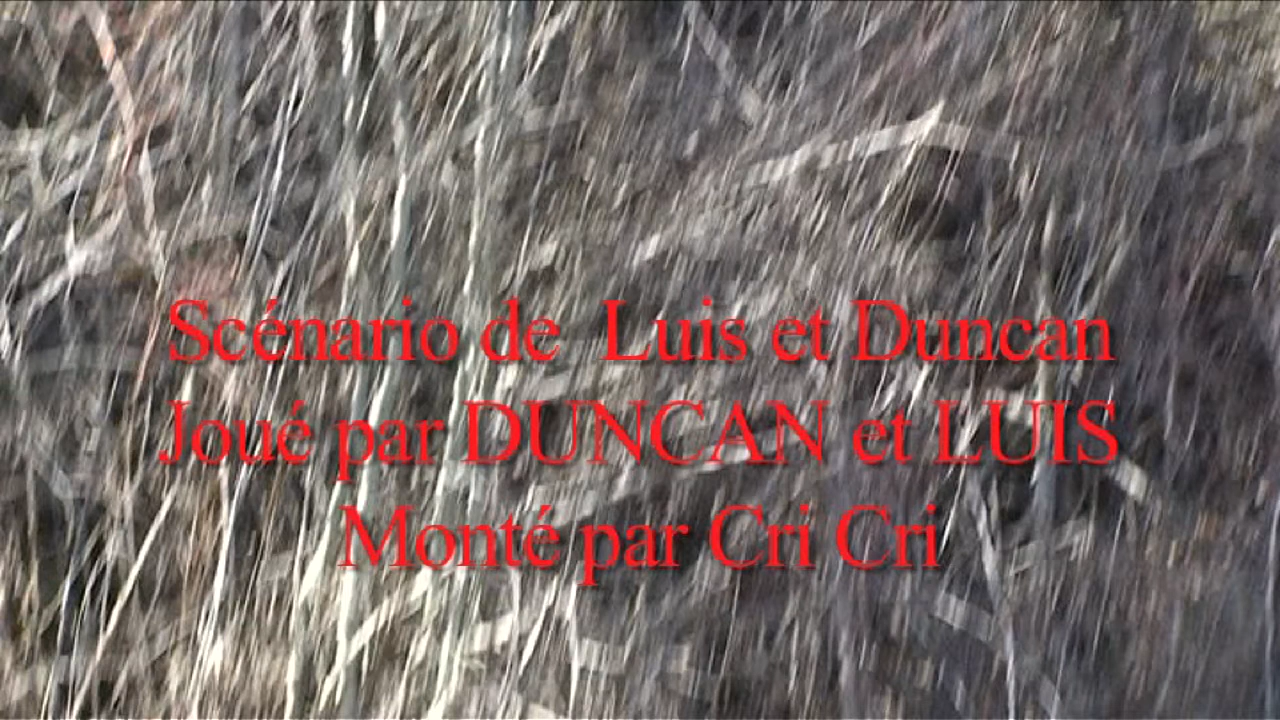 Scénario de  Luis et Duncan
Joué par DUNCAN et LUIS
Monté par Cri Cri